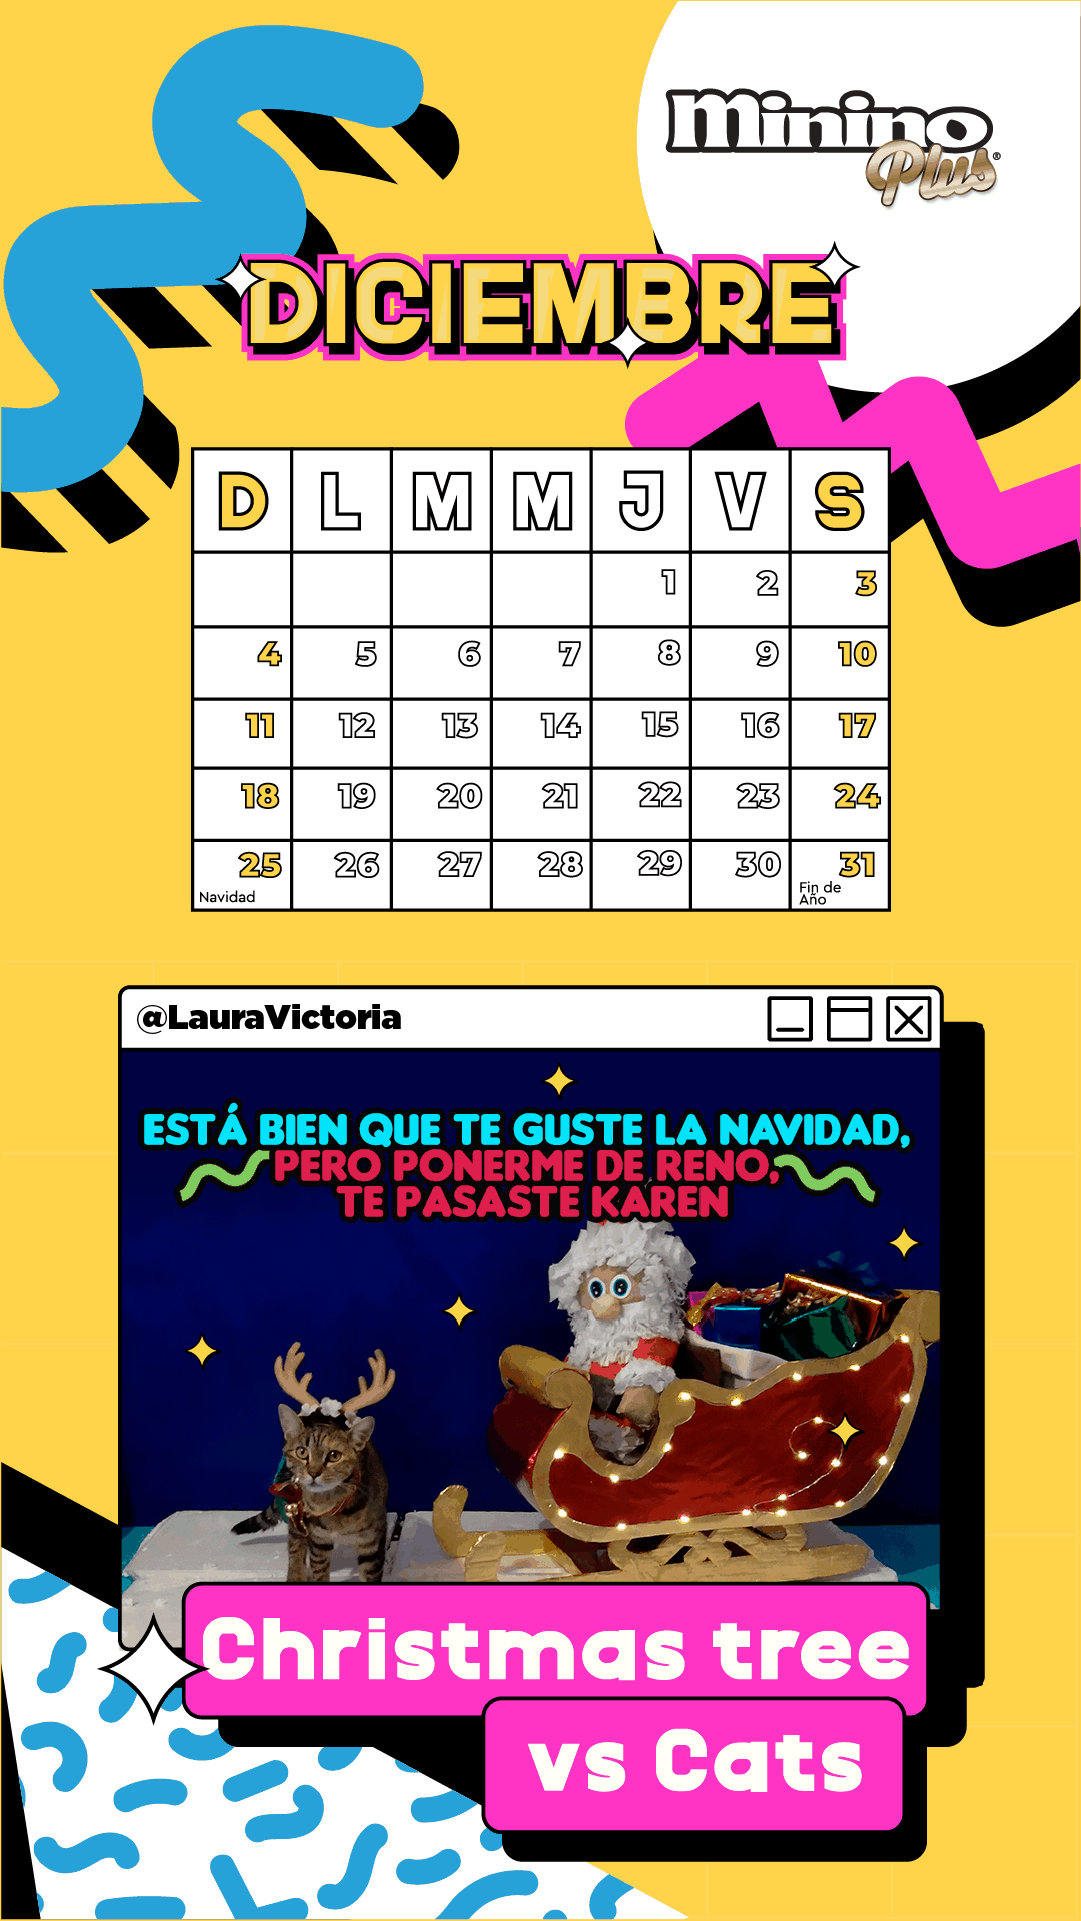 Minino
Plus®
DICIEMBRE
D L M M J V S
1 2 3
4 5 6 7 8 9 10
11 12 13 14 15 16 17
18 19 20 21 22 23 24
25 26 27 28 29 30 31
Navidad
Fin de
Año
@LauraVictoria
ESTÁ BIEN QUE TE GUSTE LA NAVIDAD,
PERO PONERME DE RENO,
TE PASASTE KAREN
Christmas tree
vs Cats